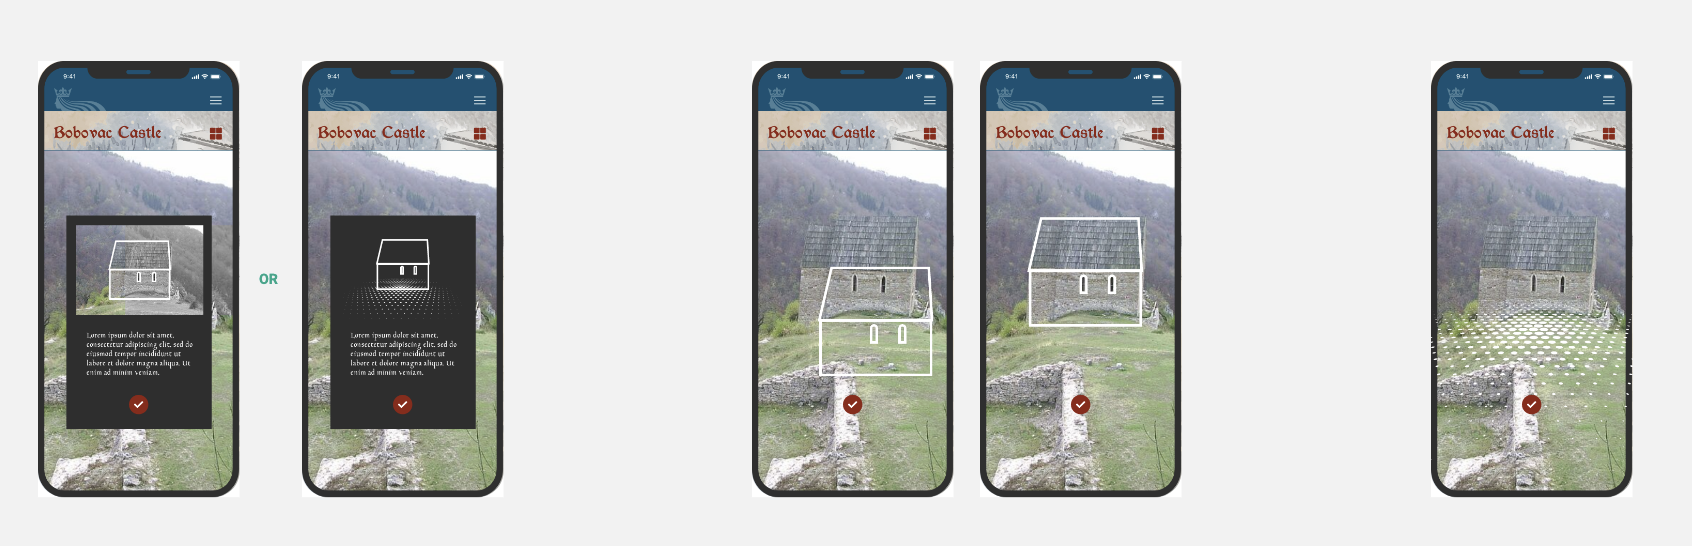 9:41
Bobovac Castle
Lorem ipsum dolor sit amet,
consectetur adipiscing elit, sed do
eiusmod tempor incididunt ut
labore et dolore magna aliqua. Ut
enim ad minim veniam.
OR
9:41
Bobovac Castle
Lorem ipsum dolor sit amet,
consectetur adipiscing elit, sed do
eiusmod tempor incididunt ut
labore et dolore magna aliqua. Ut
enim ad minim veniam.
9:41
Bobovac Castle
9:41
Bobovac Castle
9:41
Bobovac Castle